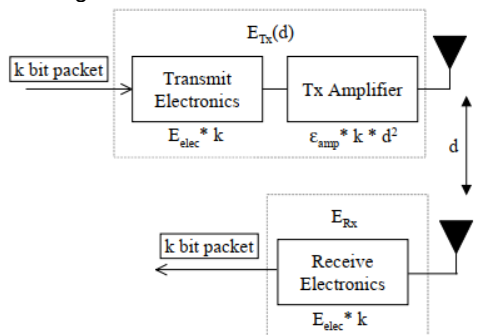 E_Tx(d)
k bit packet
Transmit
Electronics
Tx Amplifier
E_elec* k
ε_amp* k * d²
d
E_Rx
k bit packet
Receive
Electronics
E_elec* k